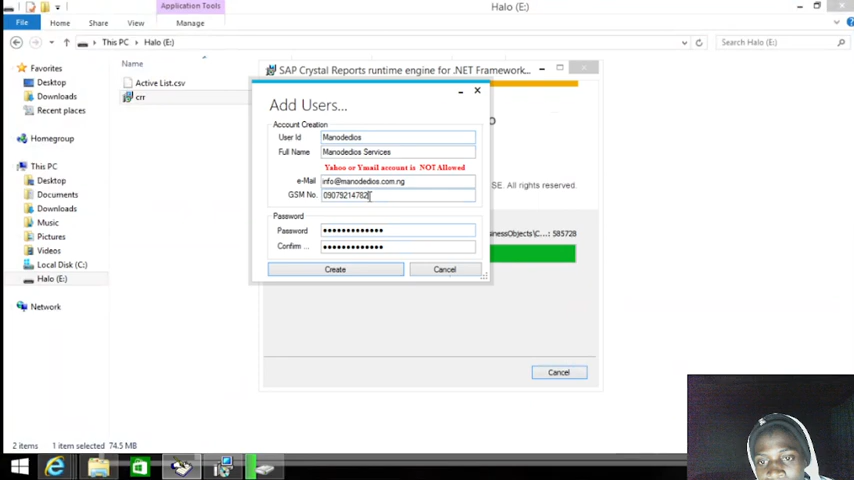 Application Tools
Halo (E:)
File
Home
Share
View
Manage
This PC
Halo (E:)
Search Halo (E:)
Favorites
Desktop
Downloads
Recent places
Homegroup
This PC
Desktop
Documents
Downloads
Music
Pictures
Videos
Local Disk (C:)
Halo (E:)
Network
Name
Active List.csv
crr
SAP Crystal Reports runtime engine for .NET Framework...
SE. All rights reserved.
nessObjects\C...: 585728
Cancel
Add Users...
Account Creation
User Id
Manodedios
Full Name
Manodedios Services
Yahoo or Ymail account is NOT Allowed
e-Mail
info@manodedios.com.ng
GSM No.
09079214782
Password
Password
Confirm ...
Create
Cancel
2 items
1 item selected
74.5 MB